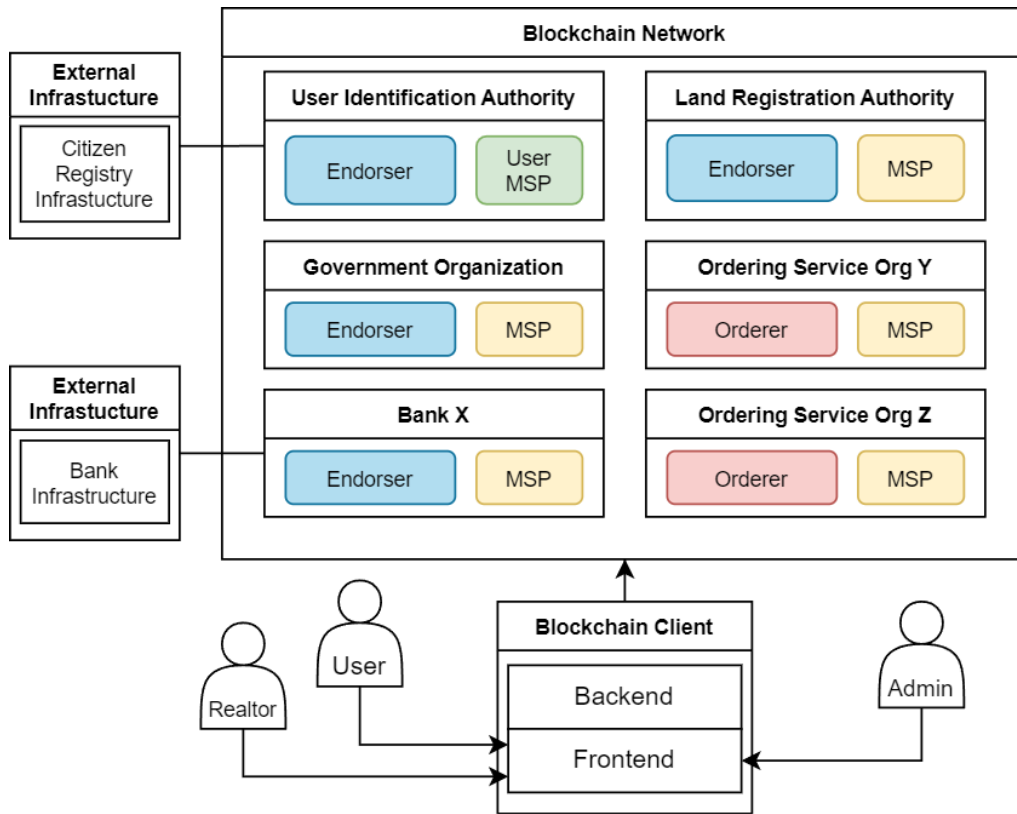 Blockchain Network
External
Infrastucture
Citizen
Registry
Infrastucture
User Identification Authority
Endorser
User
MSP
Land Registration Authority
Endorser
MSP
Government Organization
Endorser
MSP
Ordering Service Org Y
Orderer
MSP
External
Infrastucture
Bank
Infrastructure
Bank X
Endorser
MSP
Ordering Service Org Z
Orderer
MSP
Blockchain Client
Backend
Frontend
Realtor
User
Admin